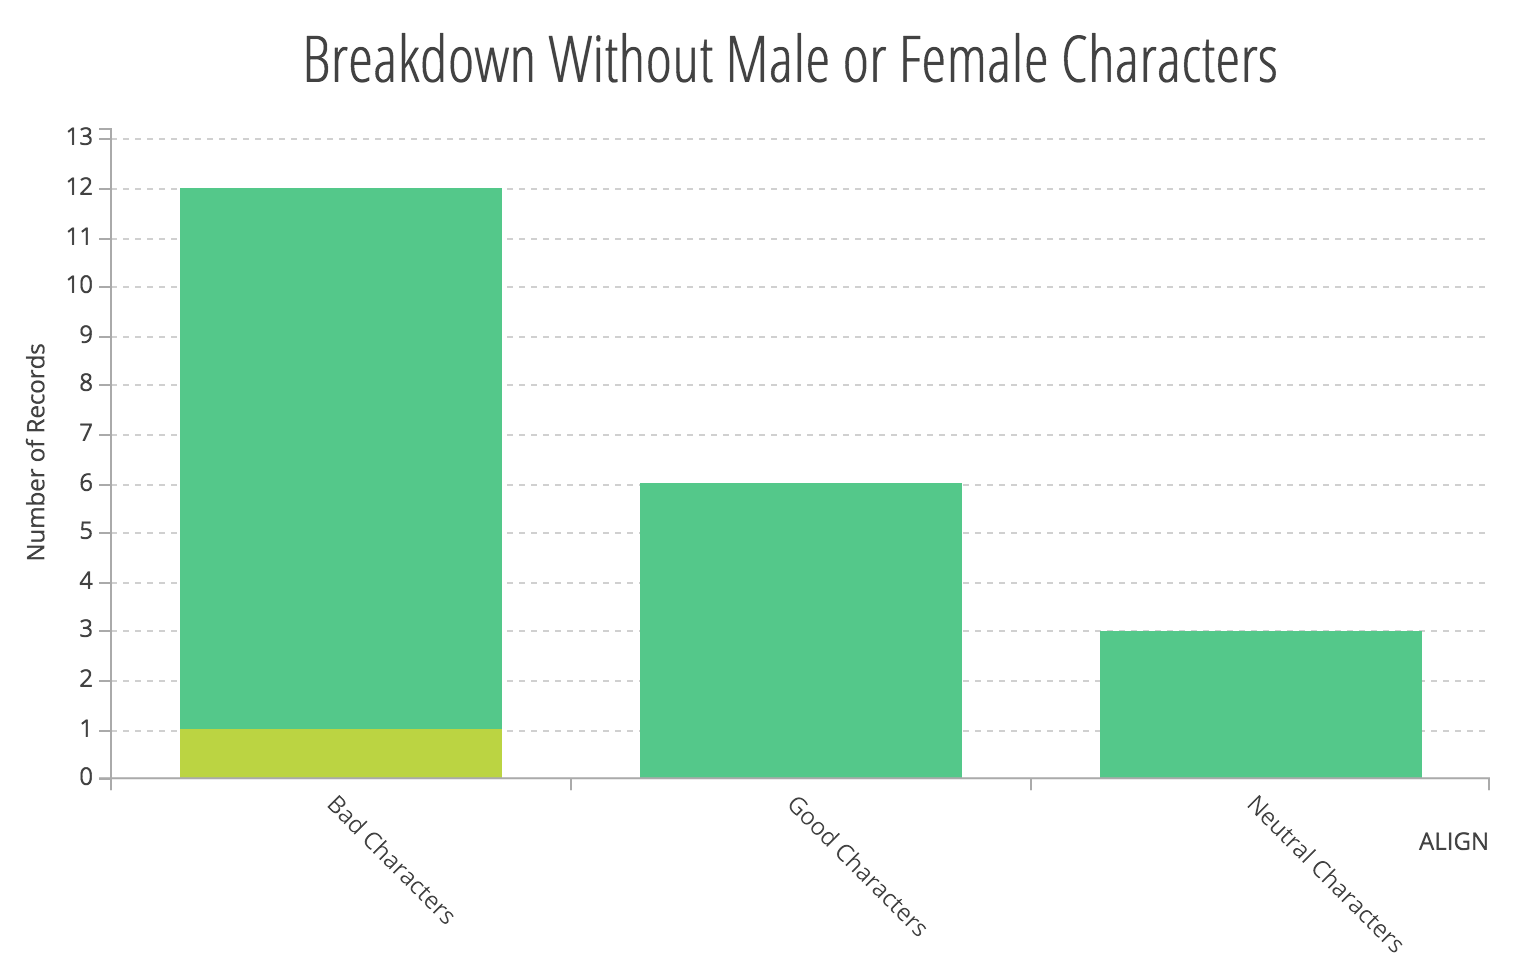 Breakdown Without Male or Female Characters
13
12
11
10
9
8
7
6
5
4
3
2
1
0
Number of Records
Bad Characters
Good Characters
Neutral Characters
ALIGN